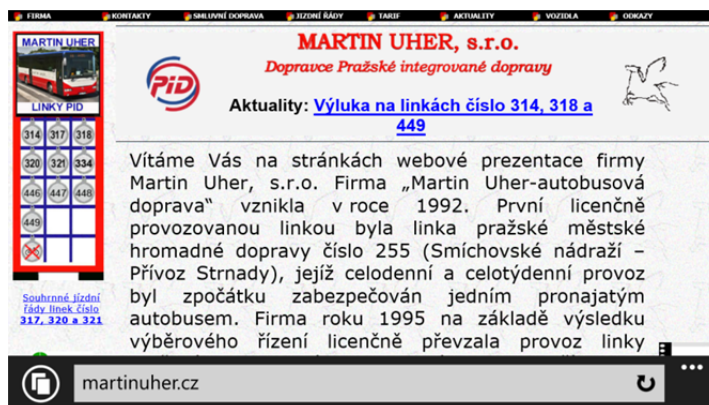 FIRMA KONTAKTY SMLUVNÍ DOPRAVA JIZDNÍ ŘÁDY TARIF AKTUALITY VOZIDLA ODKAZY
MARTIN UHER
LINKY PID
314 317 318
320 321 334
446 447 448
449
Souhrnné jízdní
řády linek číslo
317, 320 a 321
MARTIN UHER, s.r.o.
Dopravce Pražské integrované dopravy
PID
Aktuality: Výluka na linkách číslo 314, 318 a
449
Vítáme Vás na stránkách webové prezentace firmy
Martin Uher, s.r.o. Firma „Martin Uher-autobusová
doprava“ vznikla v roce 1992. První licenčně
provozovanou linkou byla linka pražské městské
hromadné dopravy číslo 255 (Smíchovské nádraží –
Přívoz Strnady), jejíž celodenní a celotýdenní provoz
byl zpočátku zabezpečován jedním pronajatým
autobusem. Firma roku 1995 na základě výsledku
výběrového řízení licenčně převzala provoz linky
martinuher.cz